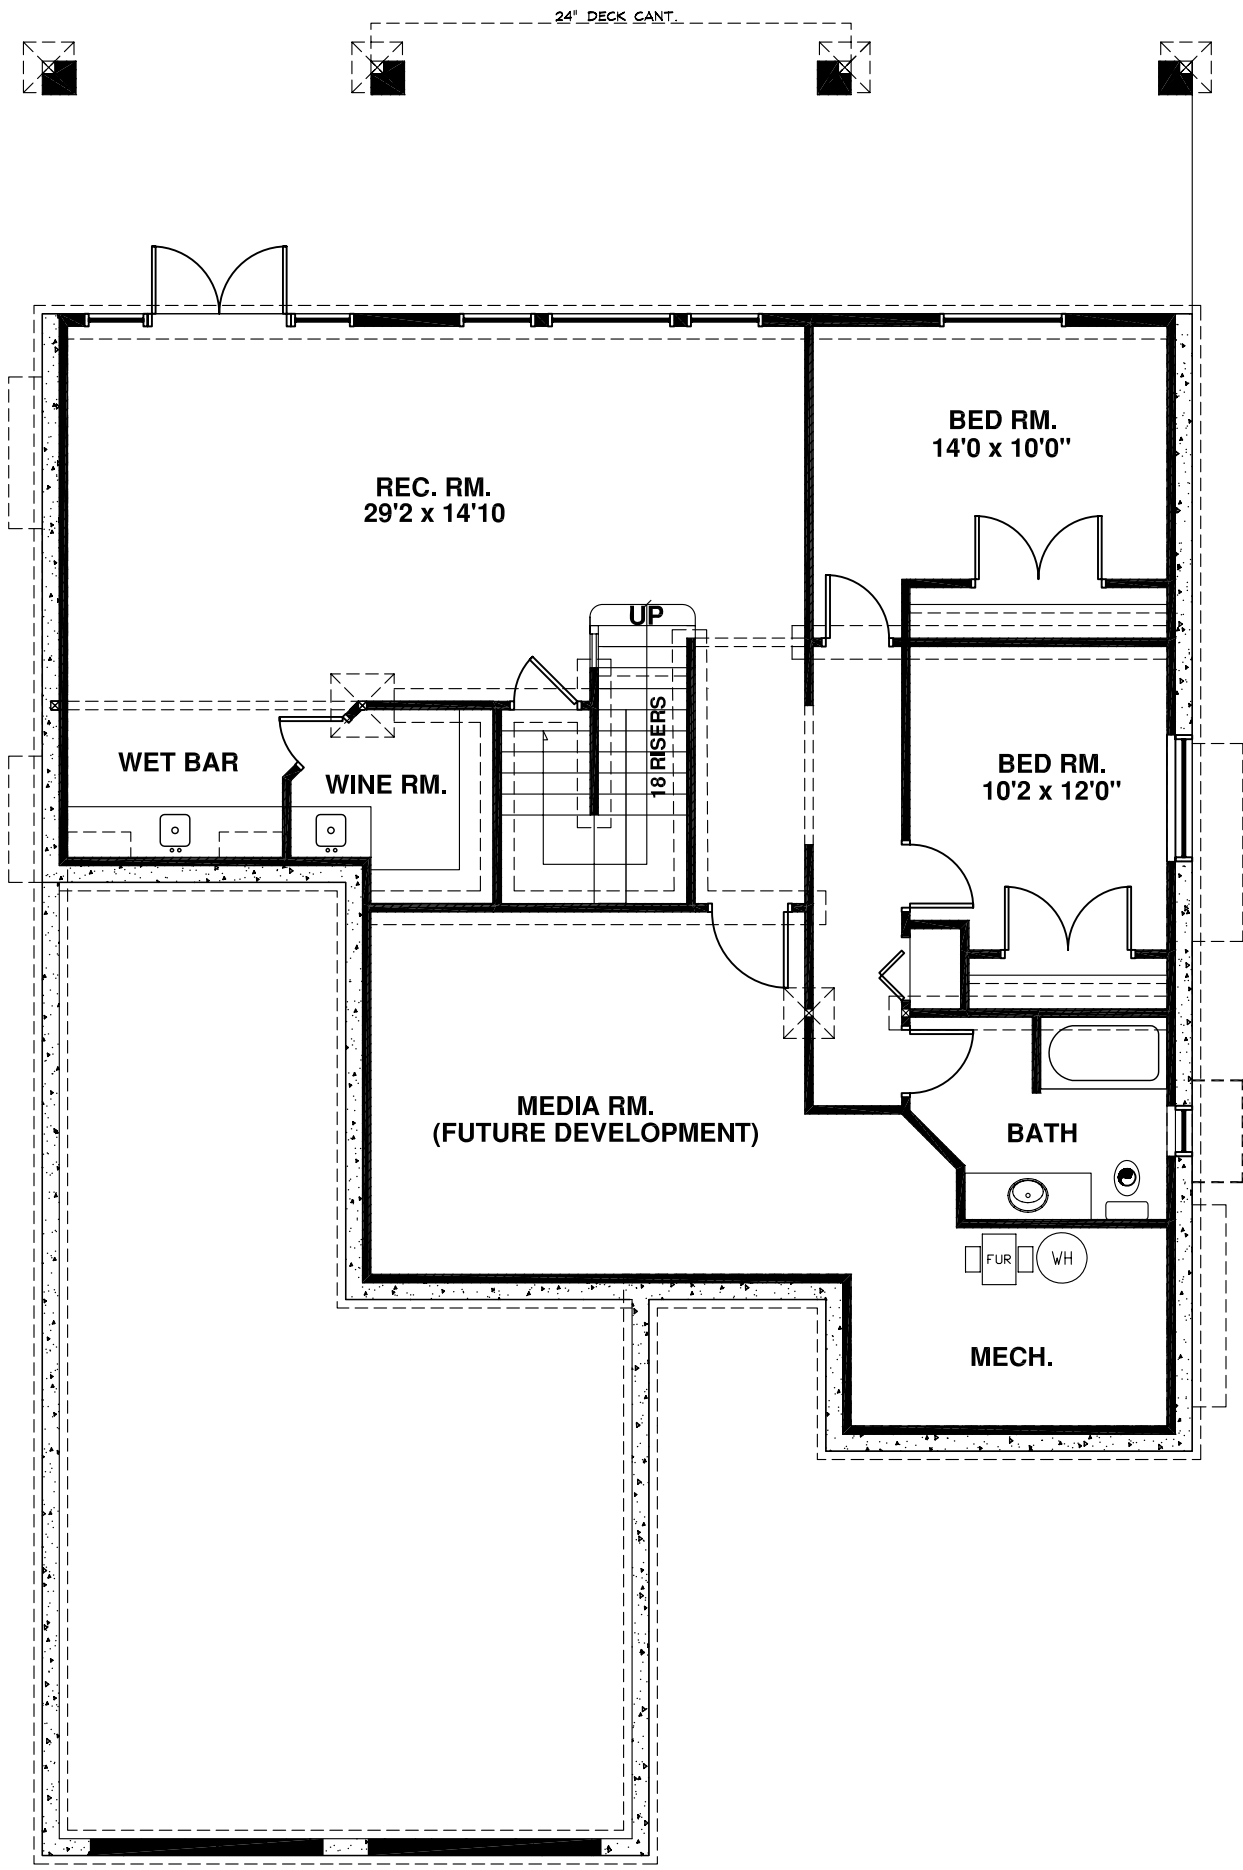 24" DECK CANT.
BED RM.
14'0 x 10'0"
REC. RM.
29'2 x 14'10
UP
18 RISERS
WET BAR
WINE RM.
BED RM.
10'2 x 12'0"
MEDIA RM.
(FUTURE DEVELOPMENT)
BATH
FUR
WH
MECH.